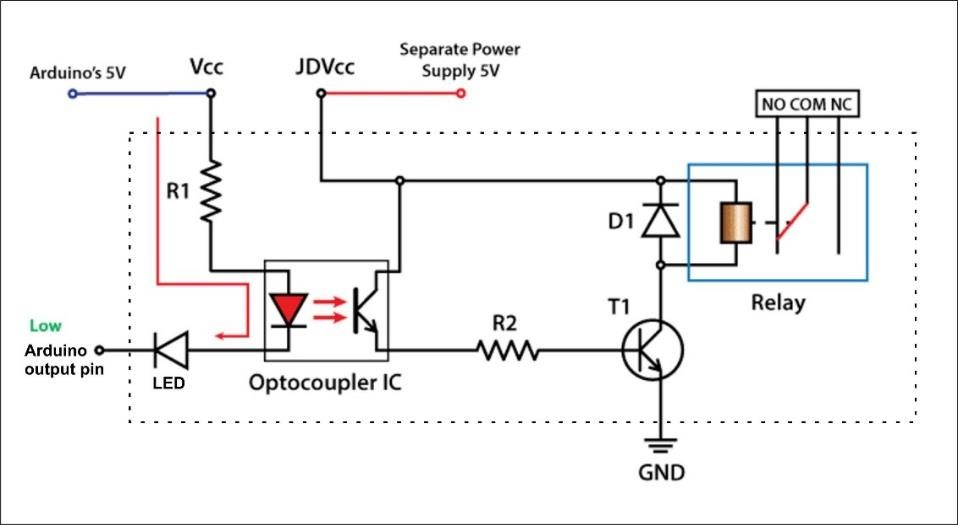 Separate Power
Supply 5V
Arduino's 5V
Vcc
JDVcc
NO COM NC
R1
D1
Relay
T1
Low
R2
Arduino
output pin
LED
Optocoupler IC
GND